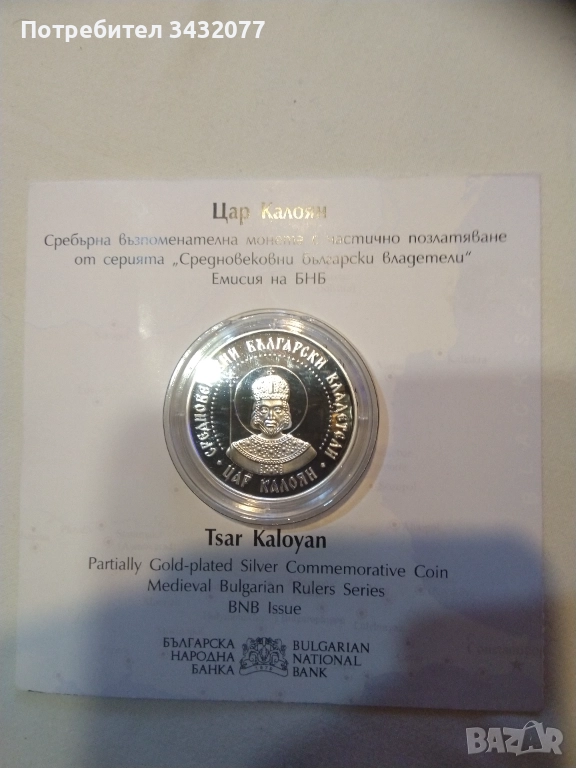 Потребител 3432077
Цар Калоян
Сребърна възпоменателна монета с частично позлатяване
от серията „Средновековни български владетели“
Емисия на БНБ
СРЕДНОВЕКОВНИ БЪЛГАРСКИ ВЛАДЕТЕЛИ
• ЦАР КАЛОЯН •
Tsar Kaloyan
Partially Gold-plated Silver Commemorative Coin
Medieval Bulgarian Rulers Series
BNB Issue
БЪЛГАРСКА
НАРОДНА
БАНКА
BULGARIAN
NATIONAL
BANK
BAZAR